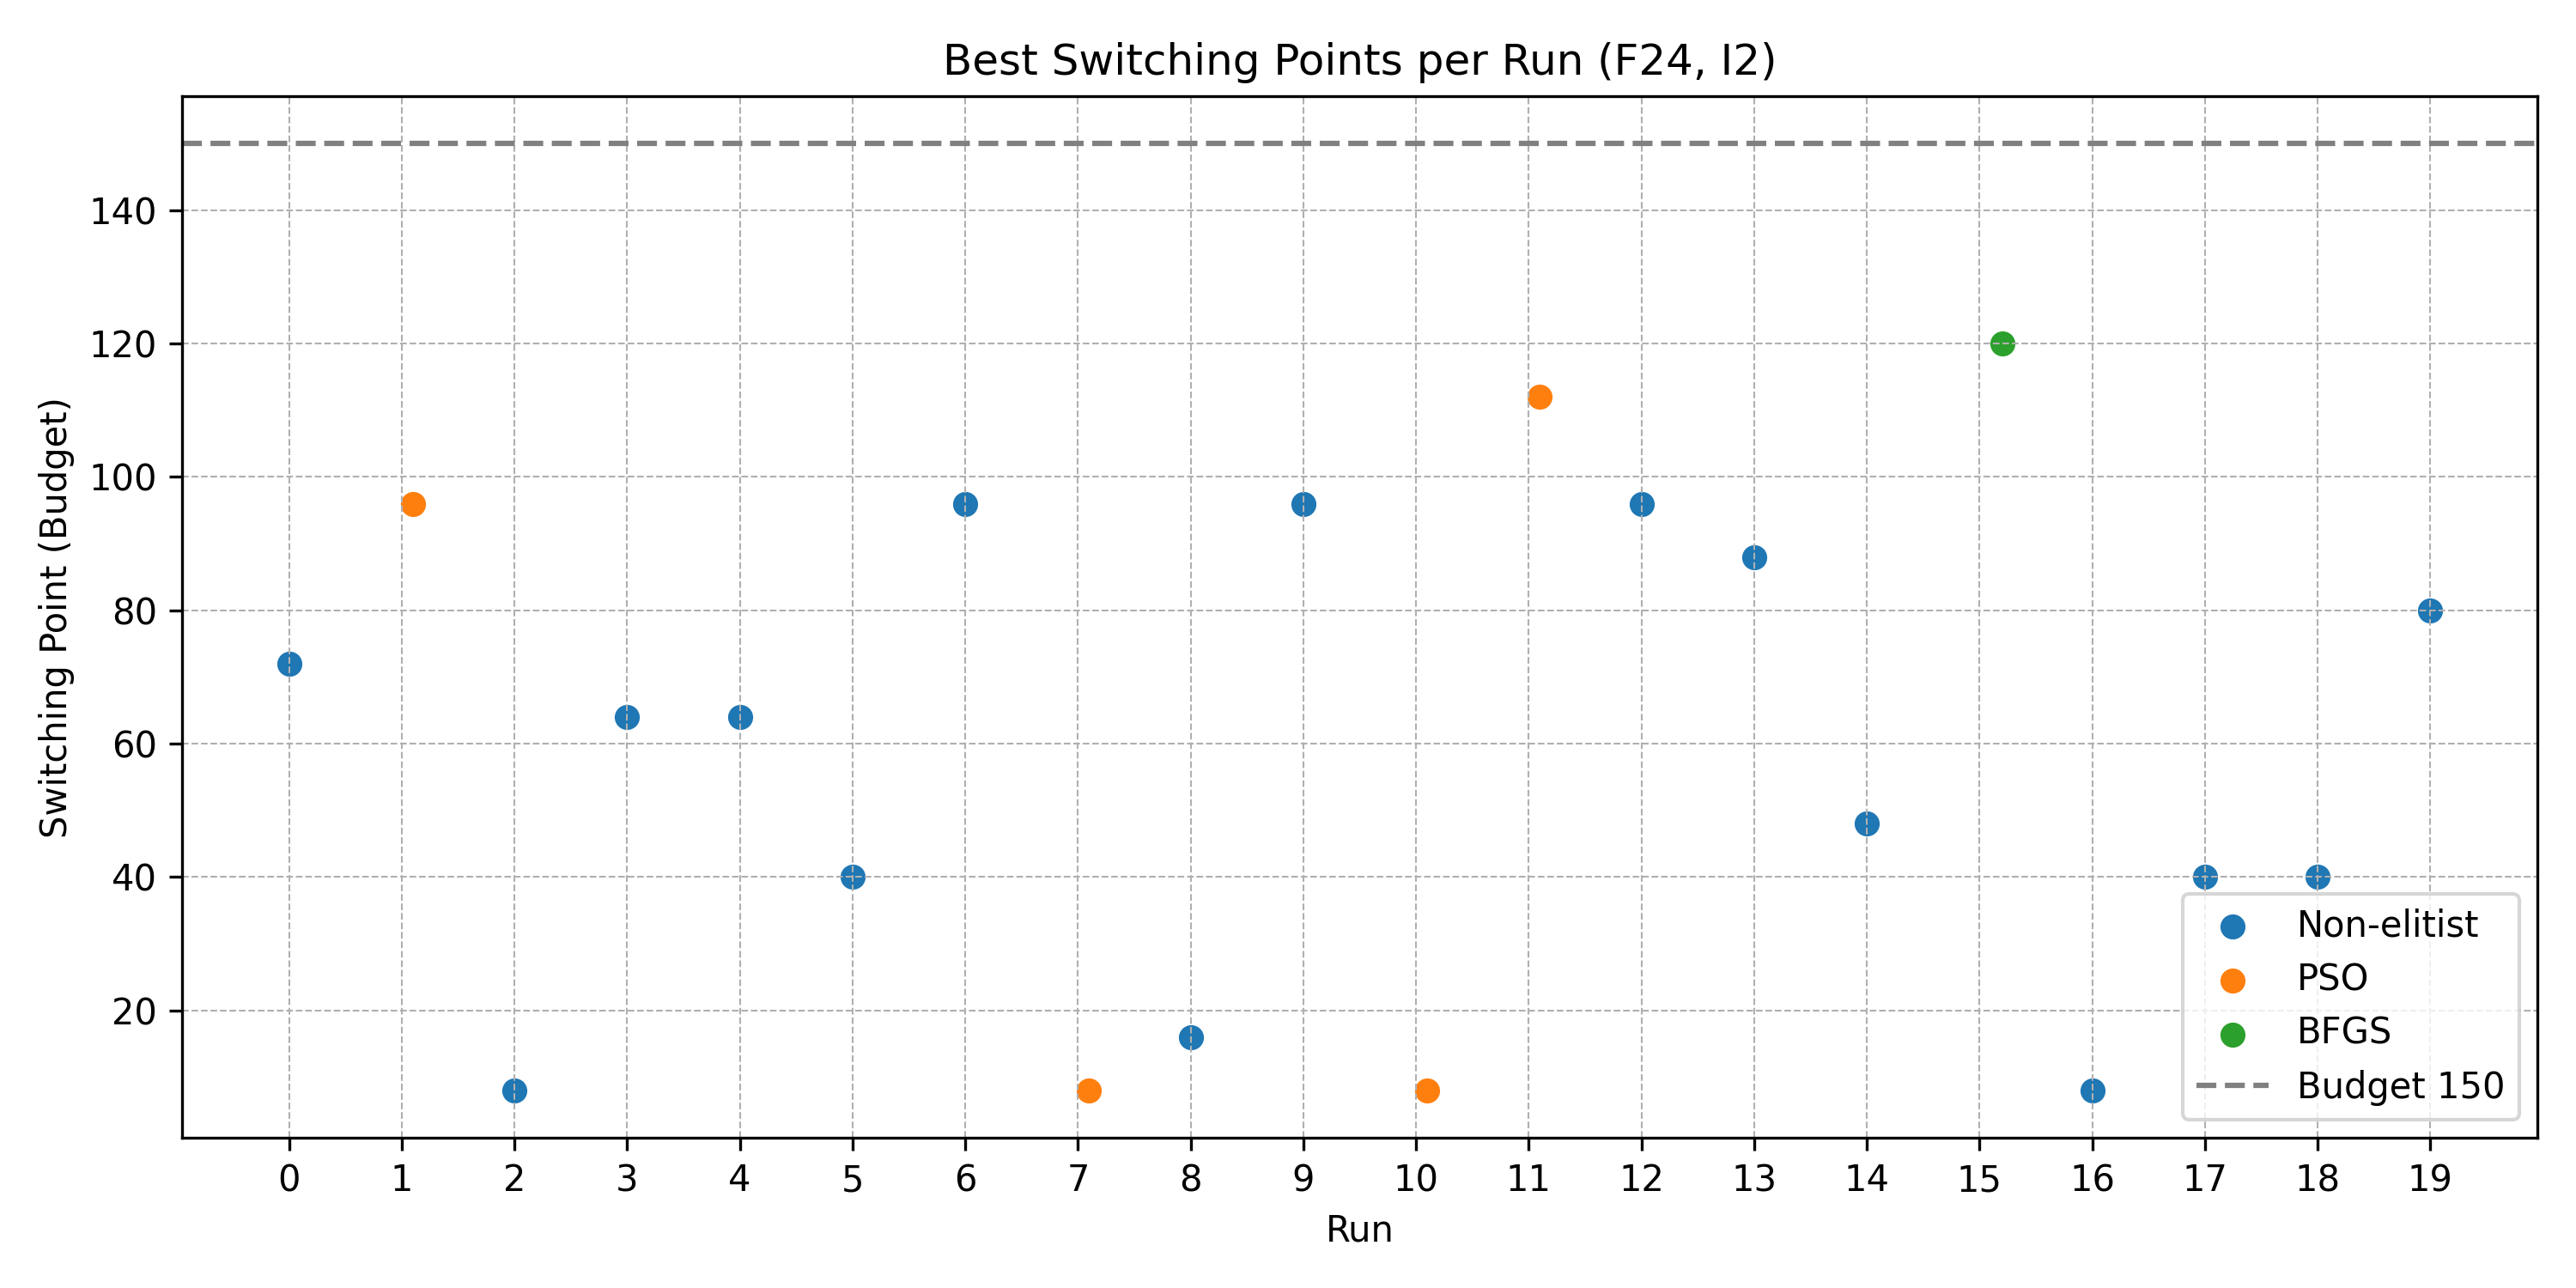 Best Switching Points per Run (F24, I2)
Switching Point (Budget)
140
120
100
80
60
40
20
Non-elitist
PSO
BFGS
Budget 150
0 1 2 3 4 5 6 7 8 9 10 11 12 13 14 15 16 17 18 19
Run